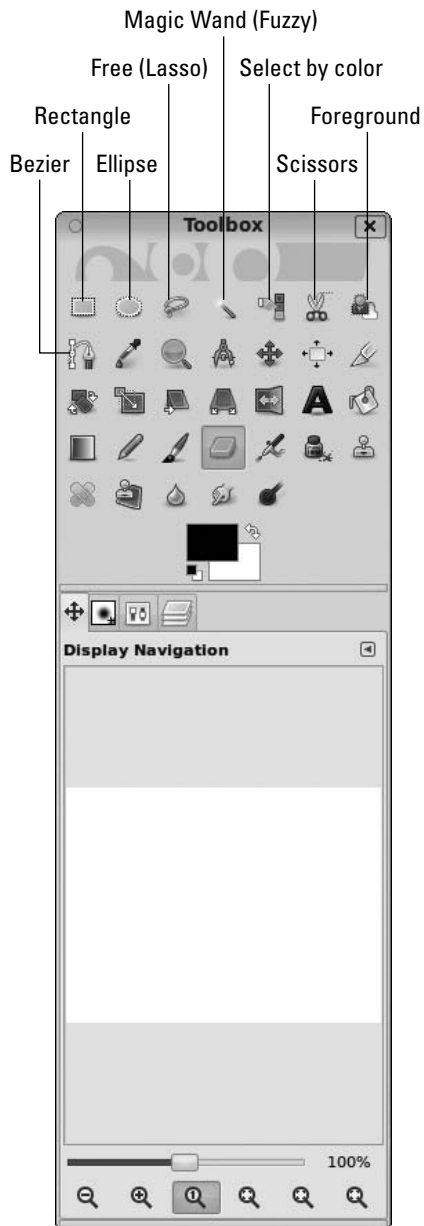 Magic Wand (Fuzzy)
Free (Lasso) Select by color
Rectangle Foreground
Bezier Ellipse Scissors
Toolbox
Display Navigation
100%